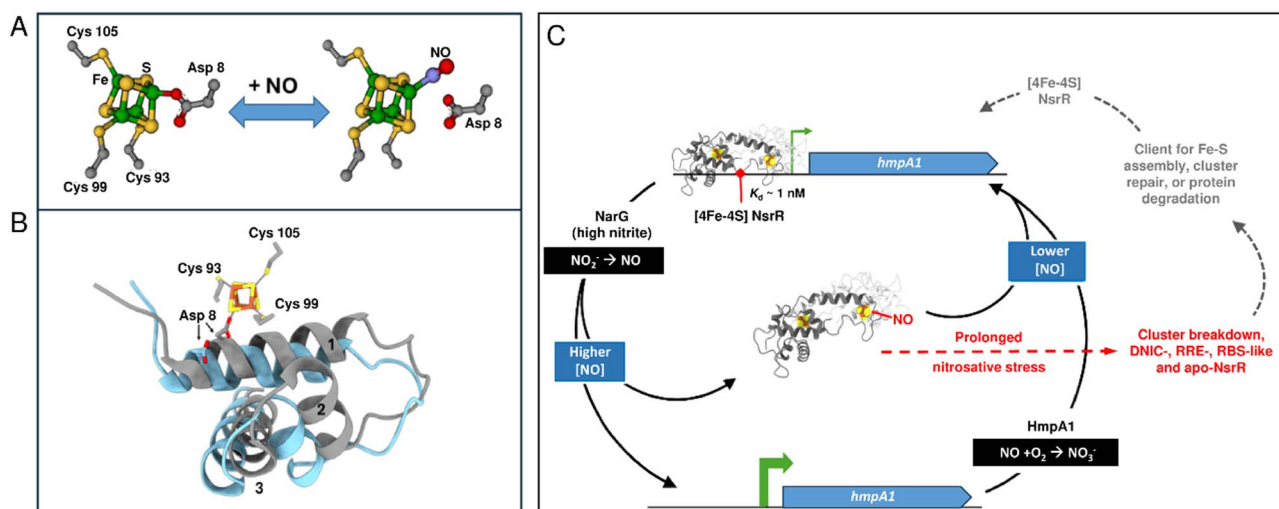 A
Cys 105
Fe
S
Asp 8
Cys 99
Cys 93
+ NO
NO
Asp 8
B
Cys 105
Cys 93
Cys 99
Asp 8
1
2
3
C
[4Fe-4S]
NsrR
Client for Fe-S
assembly, cluster
repair, or protein
degradation
hmpA1
Kd ~ 1 nM
[4Fe-4S] NsrR
NarG
(high nitrite)
NO2- → NO
Lower
[NO]
NO
Higher
[NO]
Prolonged
nitrosative stress
Cluster breakdown,
DNIC-, RRE-, RBS-like
and apo-NsrR
HmpA1
NO +O2 → NO3-
hmpA1